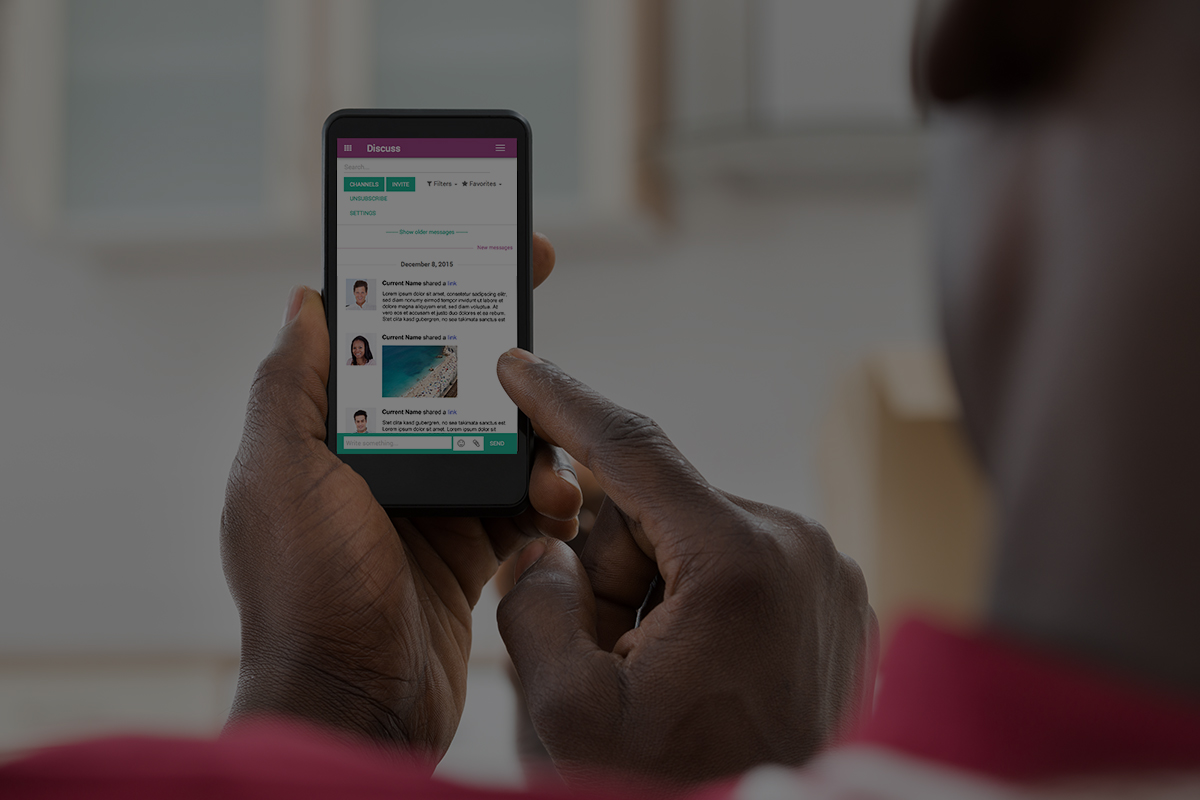 Discuss
Search...
CHANNELS INVITE Filters Favorites
UNSUBSCRIBE
SETTINGS
Show older messages
New messages
December 8, 2015
Current Name shared a link
Lorem ipsum dolor sit amet, consetetur sadipscing elitr,
sed diam nonumy eirmod tempor invidunt ut labore et
dolore magna aliquyam erat, sed diam voluptua. At
vero eos et accusam et justo duo dolores et ea rebum.
Stet clita kasd gubergren, no sea takimata sanctus est
Current Name shared a link
Current Name shared a link
Stet clita kasd gubergren, no sea takimata sanctus est
Lorem ipsum dolor sit amet. Lorem ipsum dolor sit
Write something... SEND